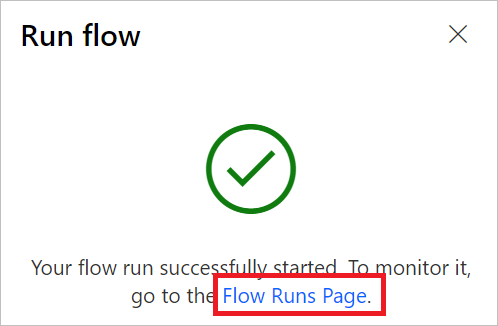 Run flow
Your flow run successfully started. To monitor it,
go to the Flow Runs Page.